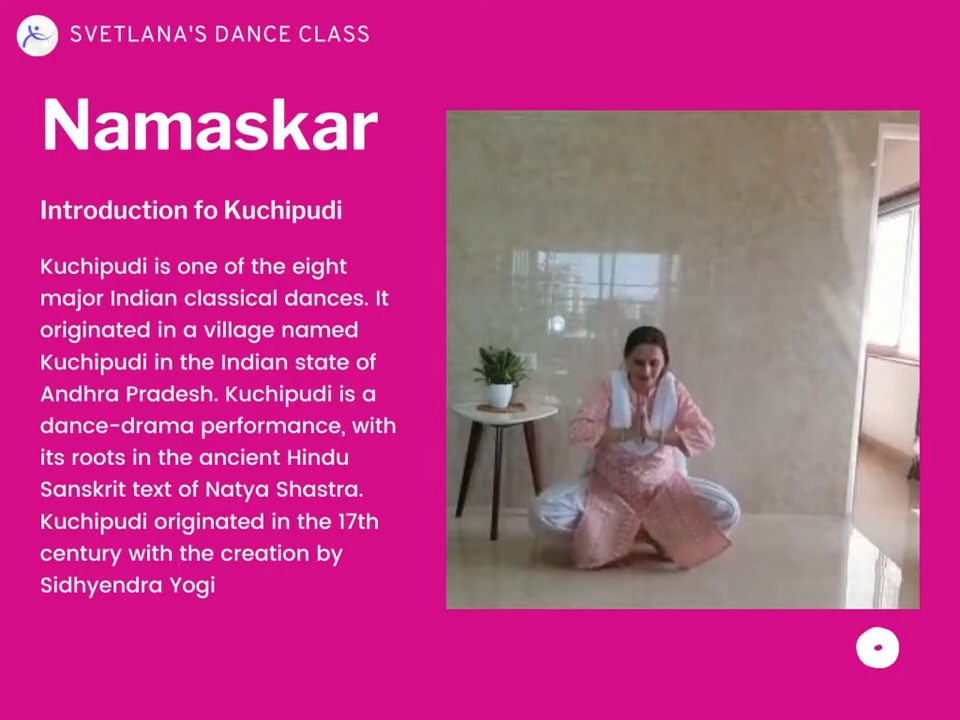 SVETLANA'S DANCE CLASS
Namaskar
Introduction fo Kuchipudi
Kuchipudi is one of the eight
major Indian classical dances. It
originated in a village named
Kuchipudi in the Indian state of
Andhra Pradesh. Kuchipudi is a
dance-drama performance, with
its roots in the ancient Hindu
Sanskrit text of Natya Shastra.
Kuchipudi originated in the 17th
century with the creation by
Sidhyendra Yogi